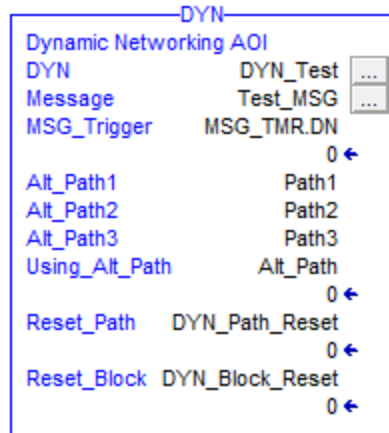 DYN
Dynamic Networking AOI
DYN DYN_Test ...
Message Test_MSG ...
MSG_Trigger MSG_TMR.DN
0
Alt_Path1 Path1
Alt_Path2 Path2
Alt_Path3 Path3
Using_Alt_Path Alt_Path
0
Reset_Path DYN_Path_Reset
0
Reset_Block DYN_Block_Reset
0